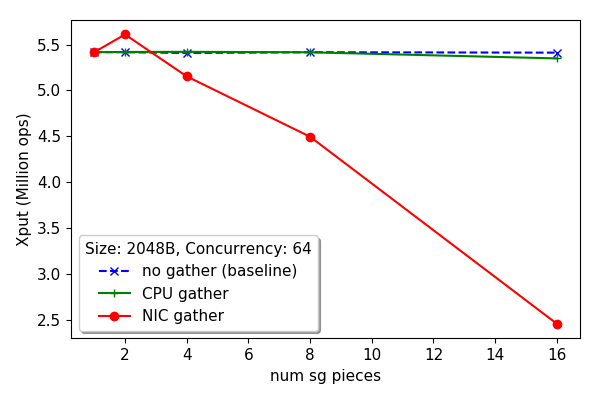 5.5
5.0
4.5
4.0
3.5
3.0
2.5
Xput (Million ops)
Size: 2048B, Concurrency: 64
no gather (baseline)
CPU gather
NIC gather
2 4 6 8 10 12 14 16
num sg pieces